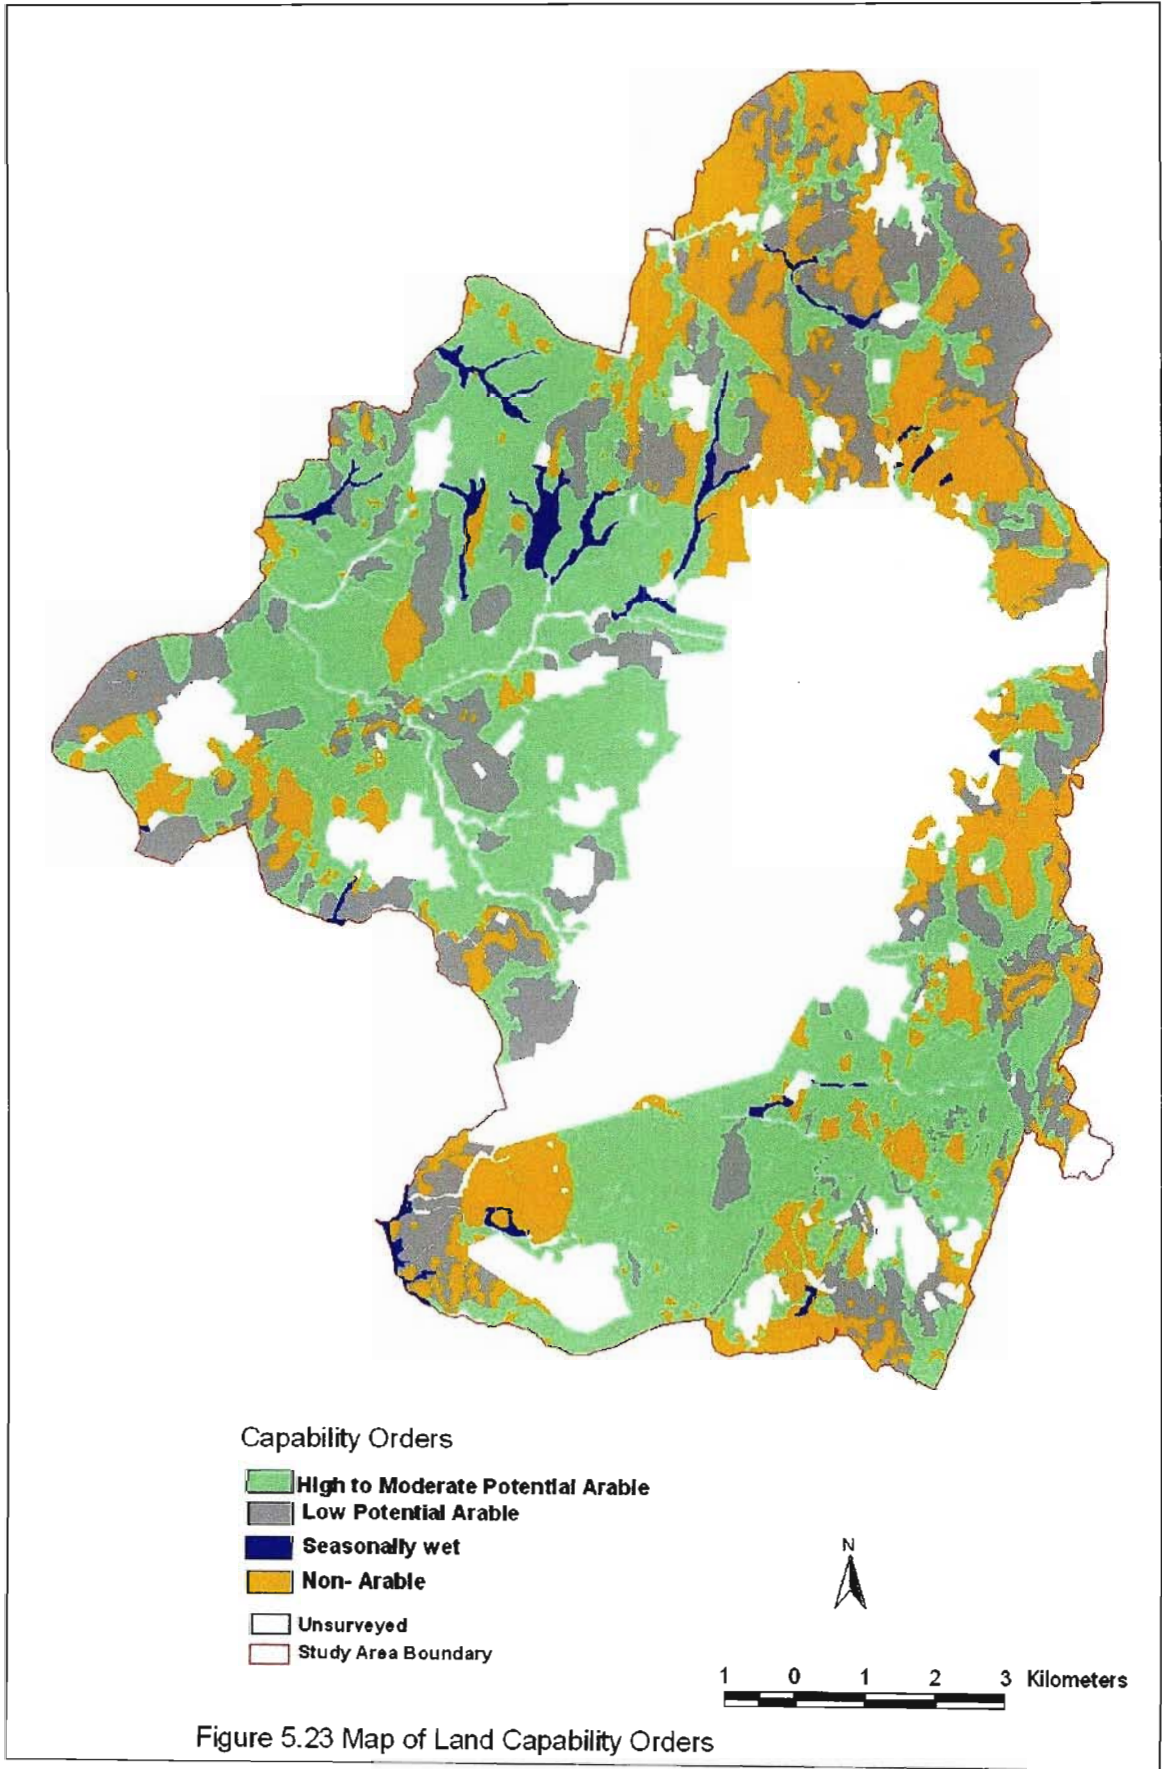 Capability Orders
High to Moderate Potential Arable
Low Potential Arable
Seasonally wet
Non- Arable
Unsurveyed
Study Area Boundary
N
1 0 1 2 3 Kilometers
Figure 5.23 Map of Land Capability Orders